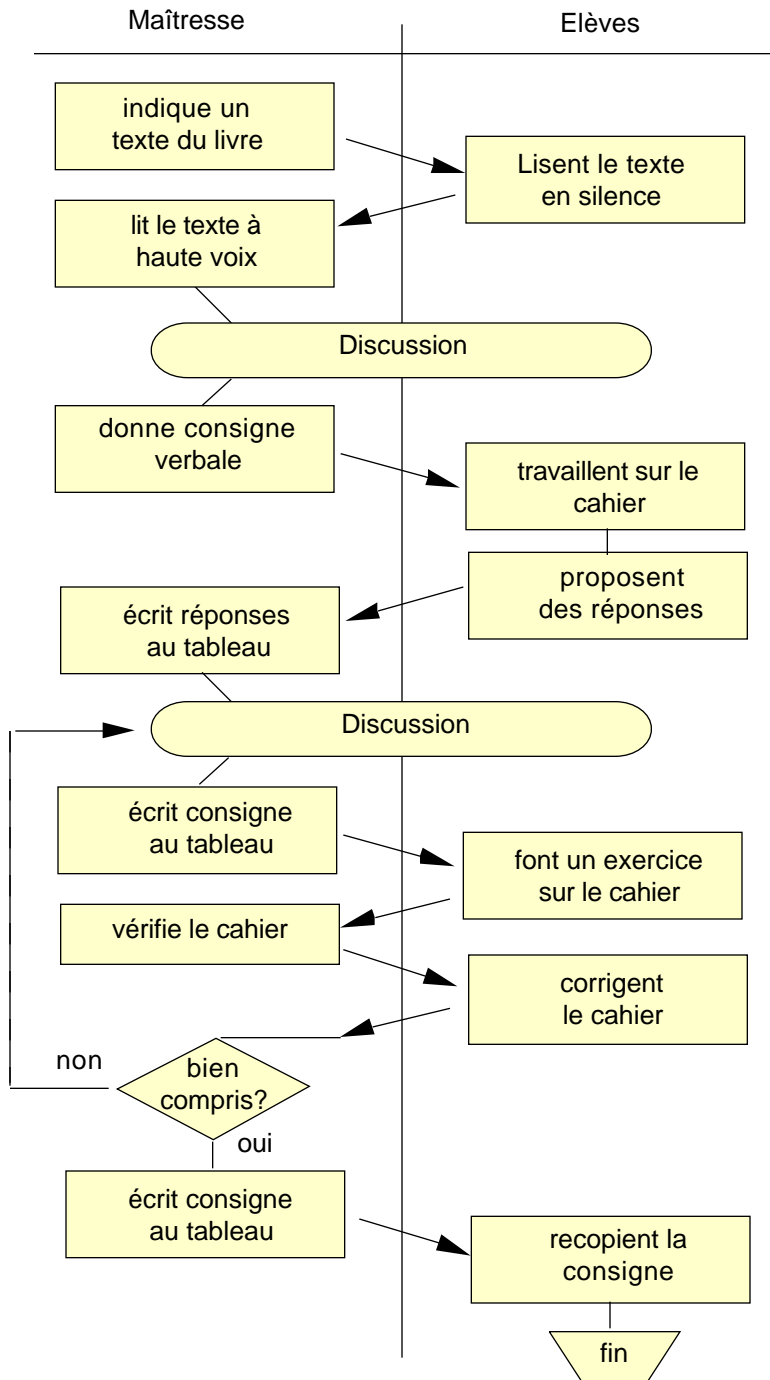 Maîtresse
Elèves
indique un
texte du livre
Lisent le texte
en silence
lit le texte à
haute voix
Discussion
donne consigne
verbale
travaillent sur le
cahier
proposent
des réponses
écrit réponses
au tableau
Discussion
écrit consigne
au tableau
font un exercice
sur le cahier
vérifie le cahier
corrigent
le cahier
non
bien
compris?
oui
écrit consigne
au tableau
recopient la
consigne
fin